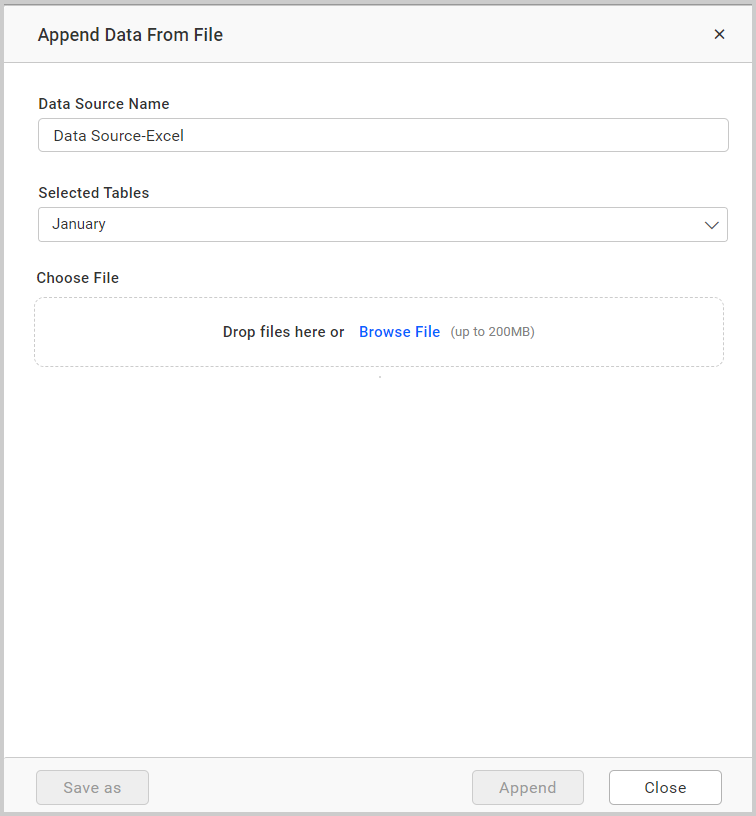 Append Data From File
Data Source Name
Data Source-Excel
Selected Tables
January
Choose File
Drop files here or Browse File (up to 200MB)
Save as Append Close